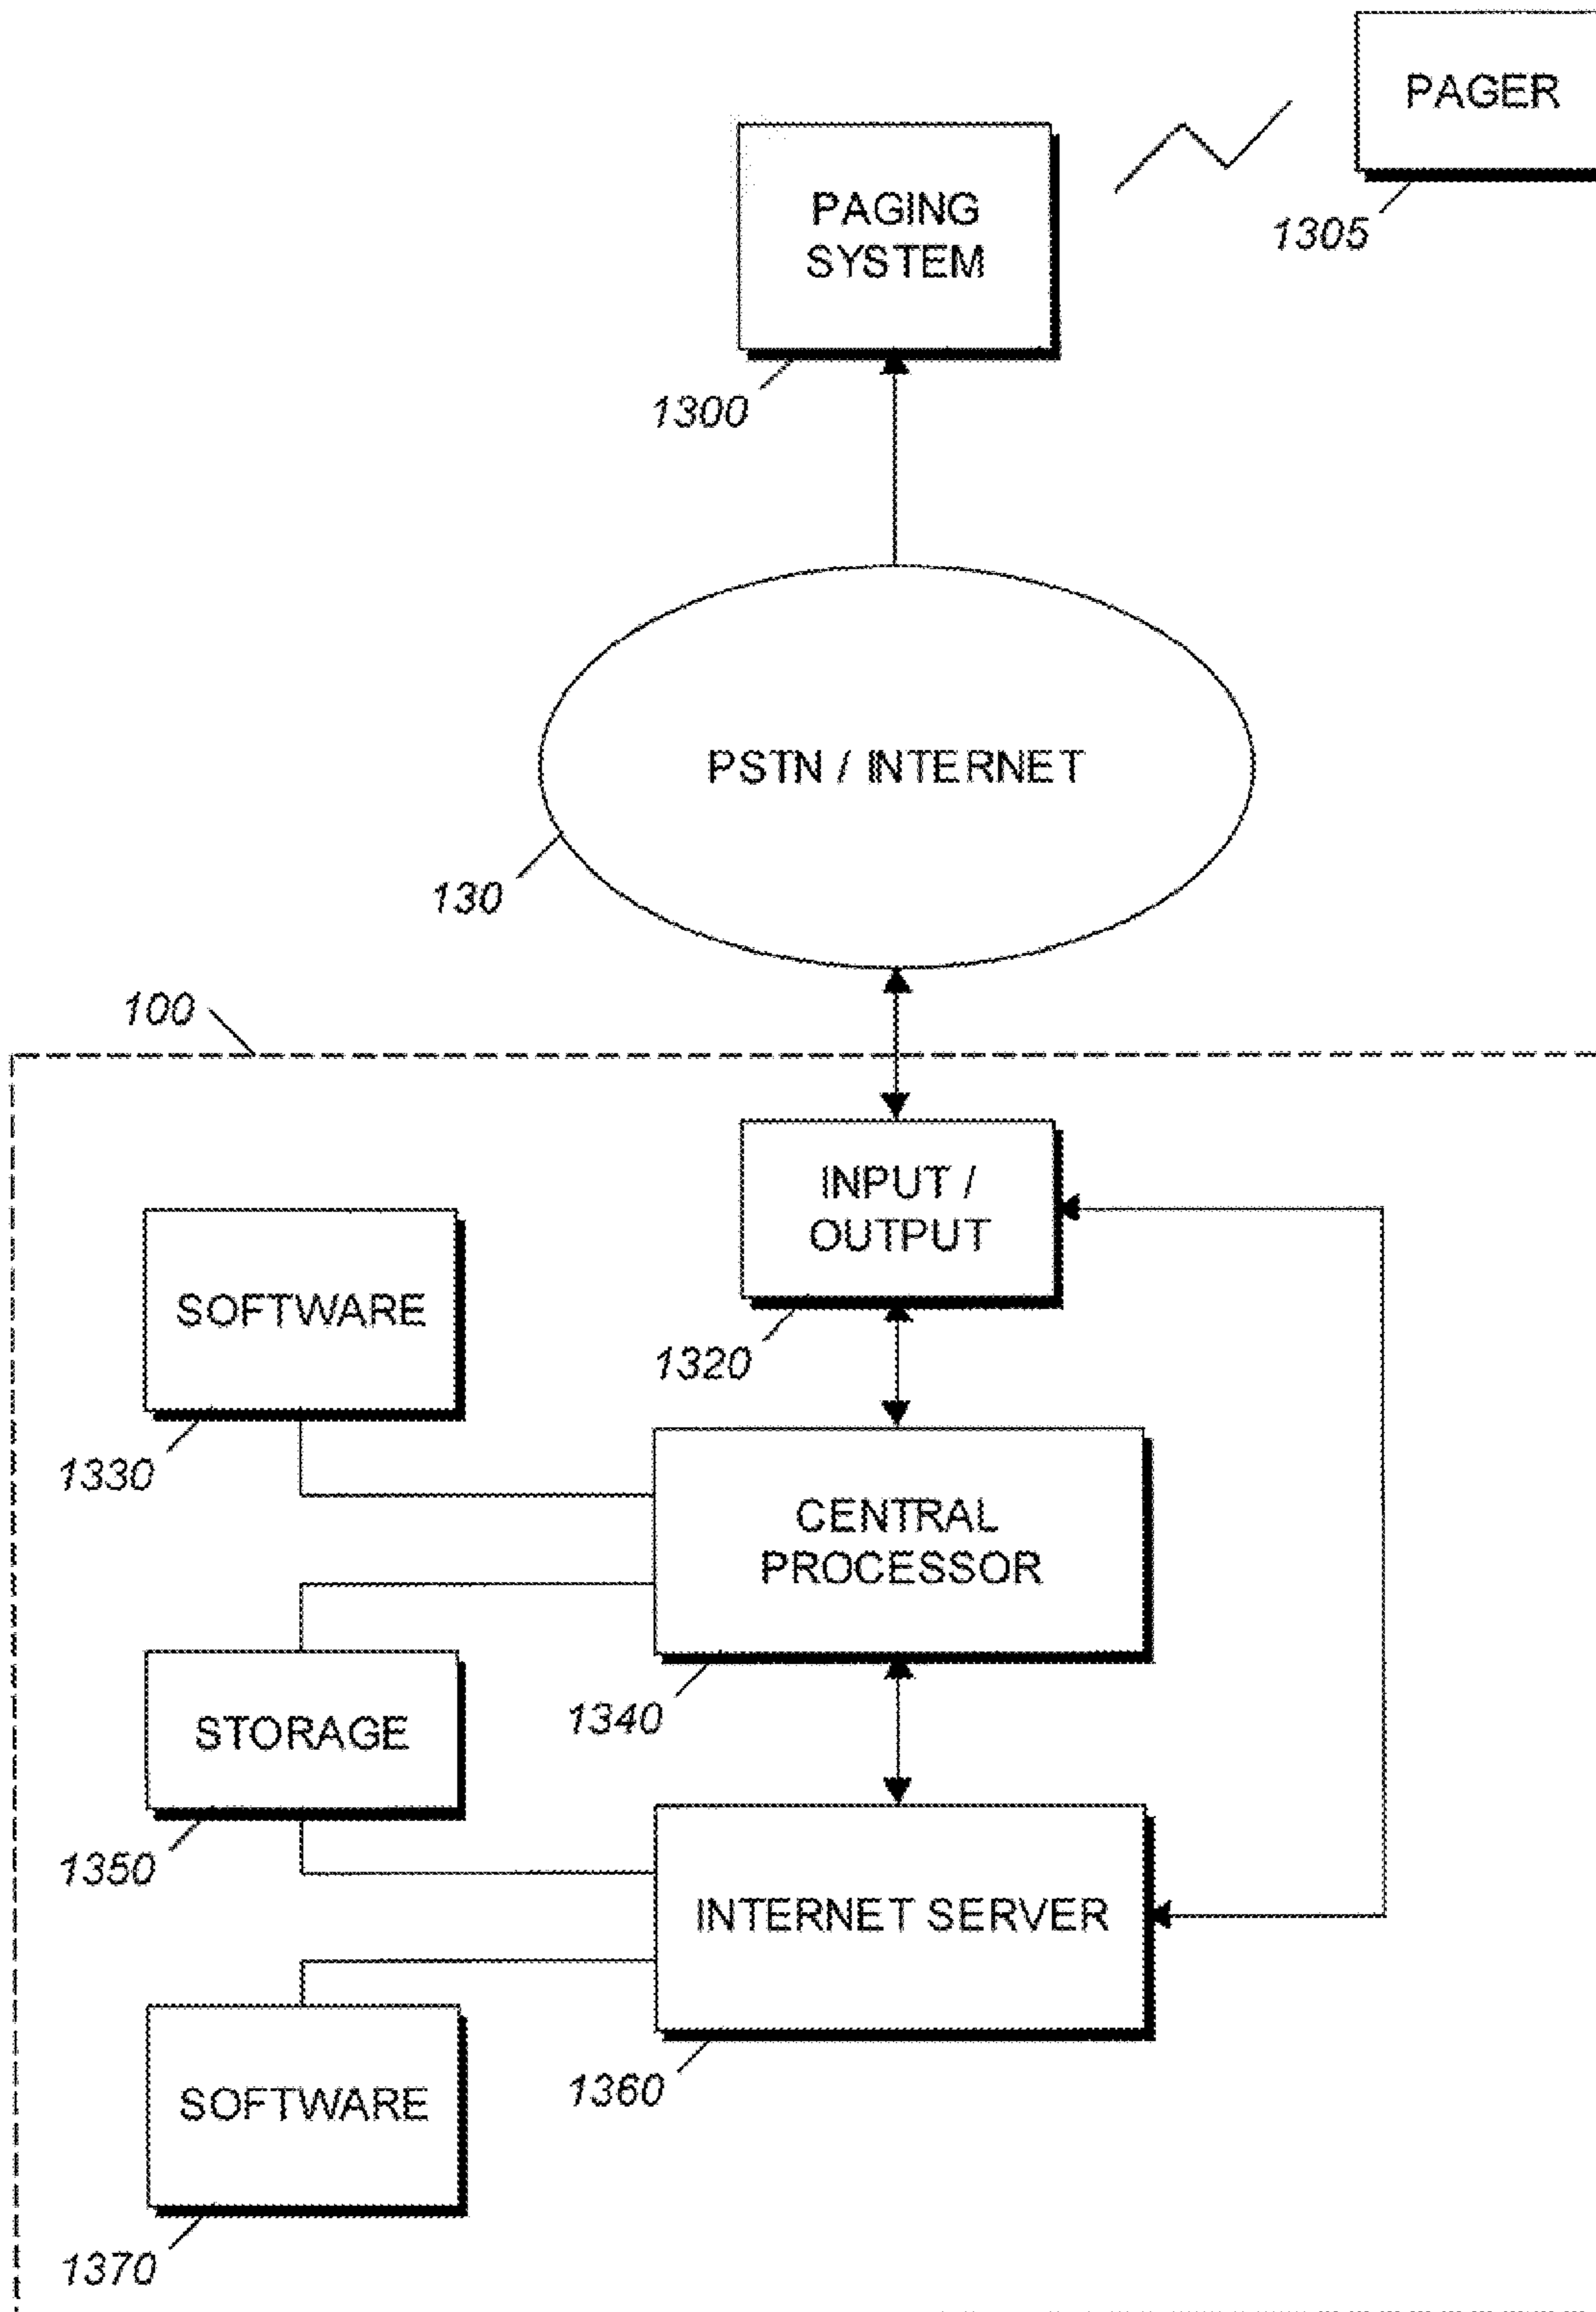 PAGER
1305
PAGING
SYSTEM
1300
PSTN / INTERNET
130
100
INPUT /
OUTPUT
1320
SOFTWARE
1330
CENTRAL
PROCESSOR
1340
STORAGE
1350
INTERNET SERVER
1360
SOFTWARE
1370